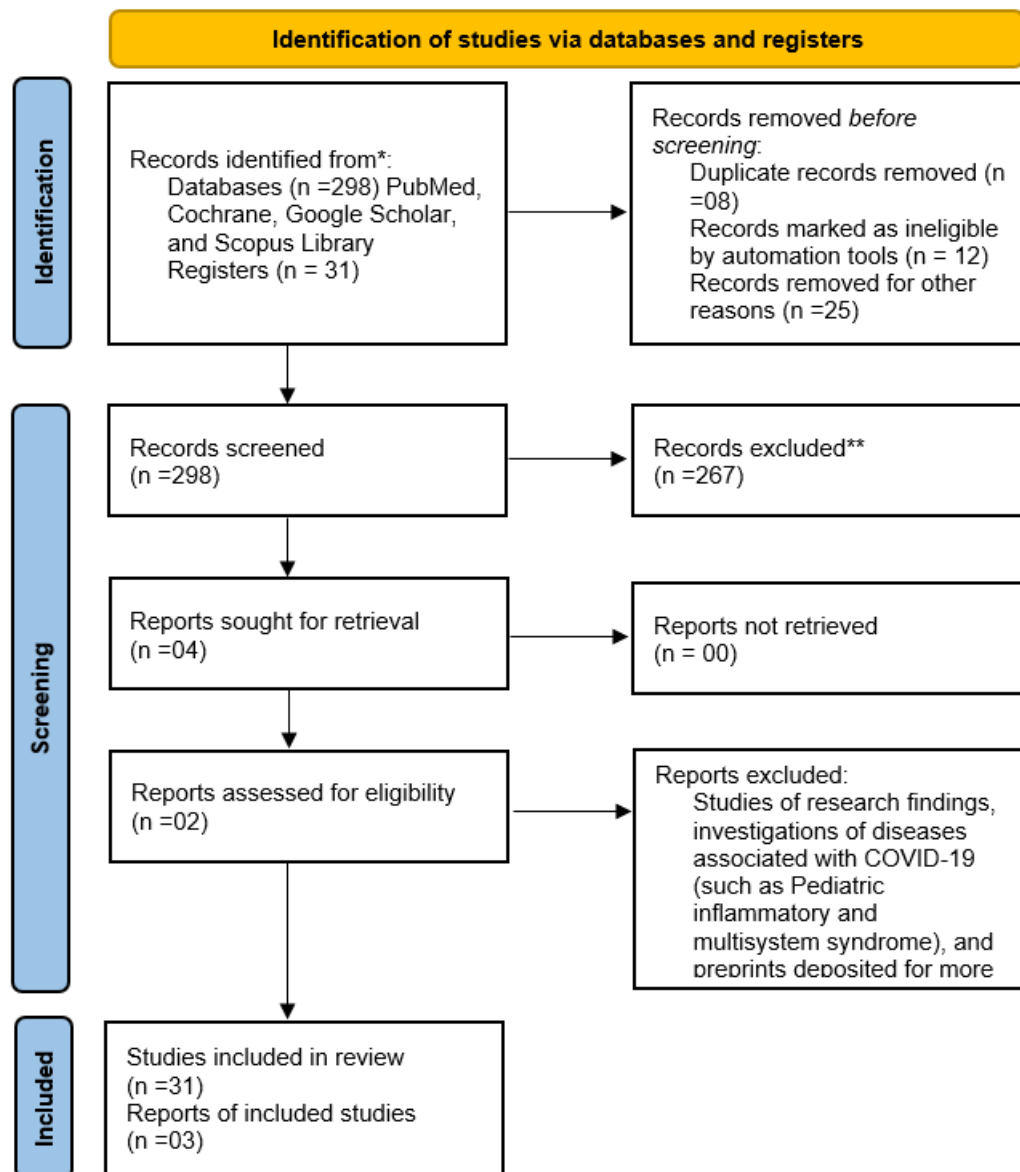 Identification of studies via databases and registers
Identification
Records identified from*:
Databases (n =298) PubMed,
Cochrane, Google Scholar,
and Scopus Library
Registers (n = 31)
Records removed before
screening:
Duplicate records removed (n
=08)
Records marked as ineligible
by automation tools (n = 12)
Records removed for other
reasons (n =25)
Screening
Records screened
(n =298)
Records excluded**
(n =267)
Reports sought for retrieval
(n =04)
Reports not retrieved
(n = 00)
Reports assessed for eligibility
(n =02)
Reports excluded:
Studies of research findings,
investigations of diseases
associated with COVID-19
(such as Pediatric
inflammatory and
multisystem syndrome), and
preprints deposited for more
Included
Studies included in review
(n =31)
Reports of included studies
(n =03)